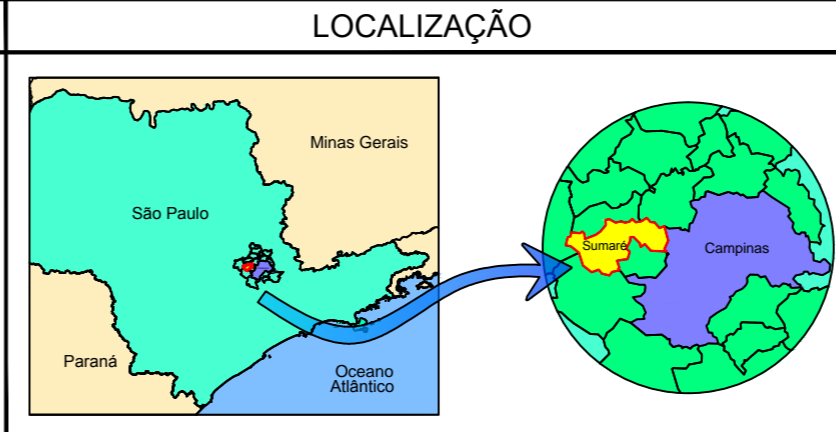 LOCALIZAÇÃO
Minas Gerais
São Paulo
Paraná
Oceano
Atlântico
Sumaré
Campinas